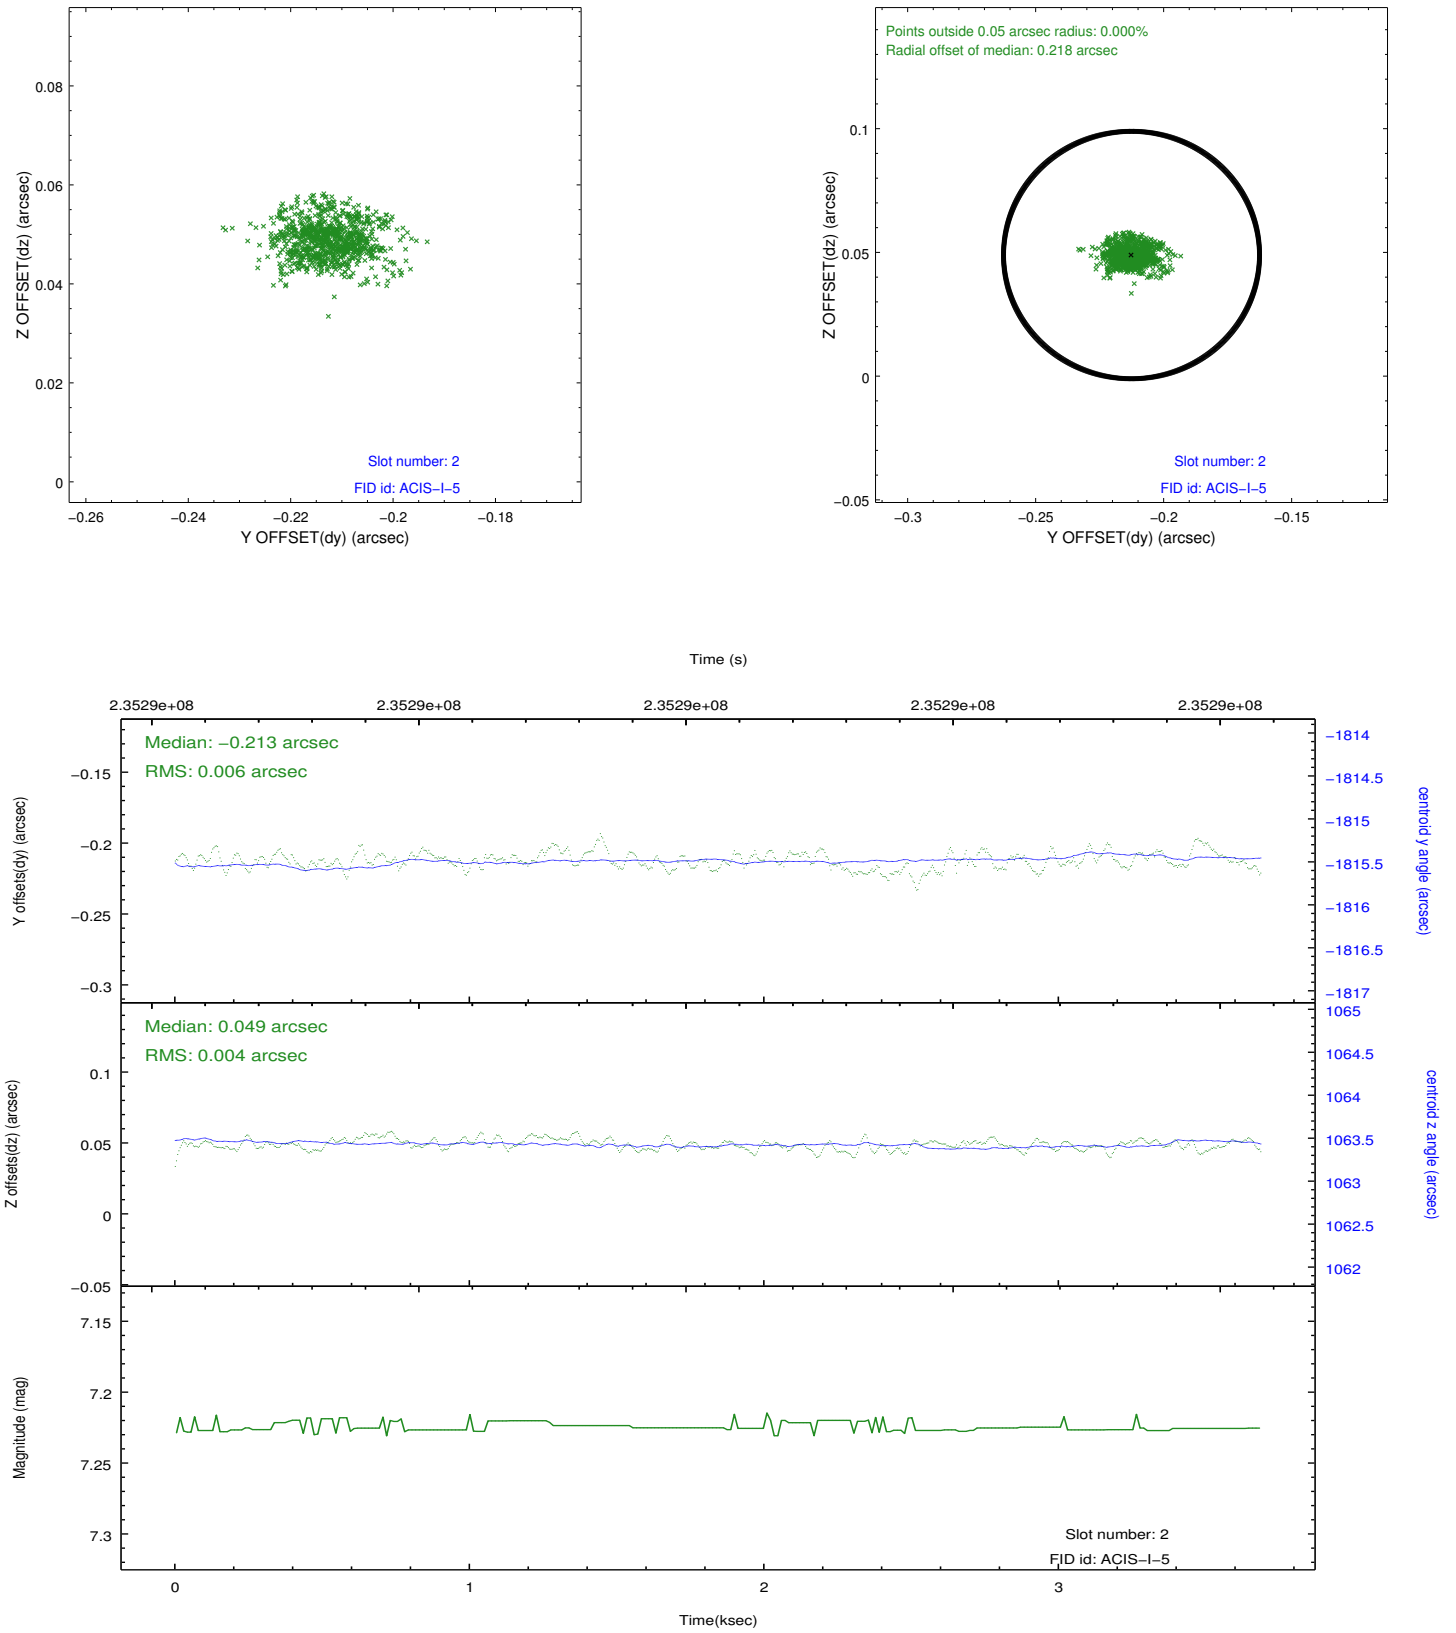 0.08
0.06
0.04
0.02
0
Z OFFSET(dz) (arcsec)
Slot number: 2
FID id: ACIS−I−5
−0.26 −0.24 −0.22 −0.2 −0.18
Y OFFSET(dy) (arcsec)
Points outside 0.05 arcsec radius: 0.000%
Radial offset of median: 0.218 arcsec
0.1
0.05
0
−0.05
Z OFFSET(dz) (arcsec)
Slot number: 2
FID id: ACIS−I−5
−0.3 −0.25 −0.2 −0.15
Y OFFSET(dy) (arcsec)
Time (s)
2.3529e+08 2.3529e+08 2.3529e+08 2.3529e+08 2.3529e+08
Median: −0.213 arcsec
RMS: 0.006 arcsec
−0.15
−0.2
−0.25
−0.3
Y offsets(dy) (arcsec)
−1814
−1814.5
−1815
−1815.5
−1816
−1816.5
−1817
centroid y angle (arcsec)
Median: 0.049 arcsec
RMS: 0.004 arcsec
0.1
0.05
0
−0.05
Z offsets(dz) (arcsec)
1065
1064.5
1064
1063.5
1063
1062.5
1062
centroid z angle (arcsec)
7.15
7.2
7.25
7.3
Magnitude (mag)
Slot number: 2
FID id: ACIS−I−5
0 1 2 3
Time(ksec)